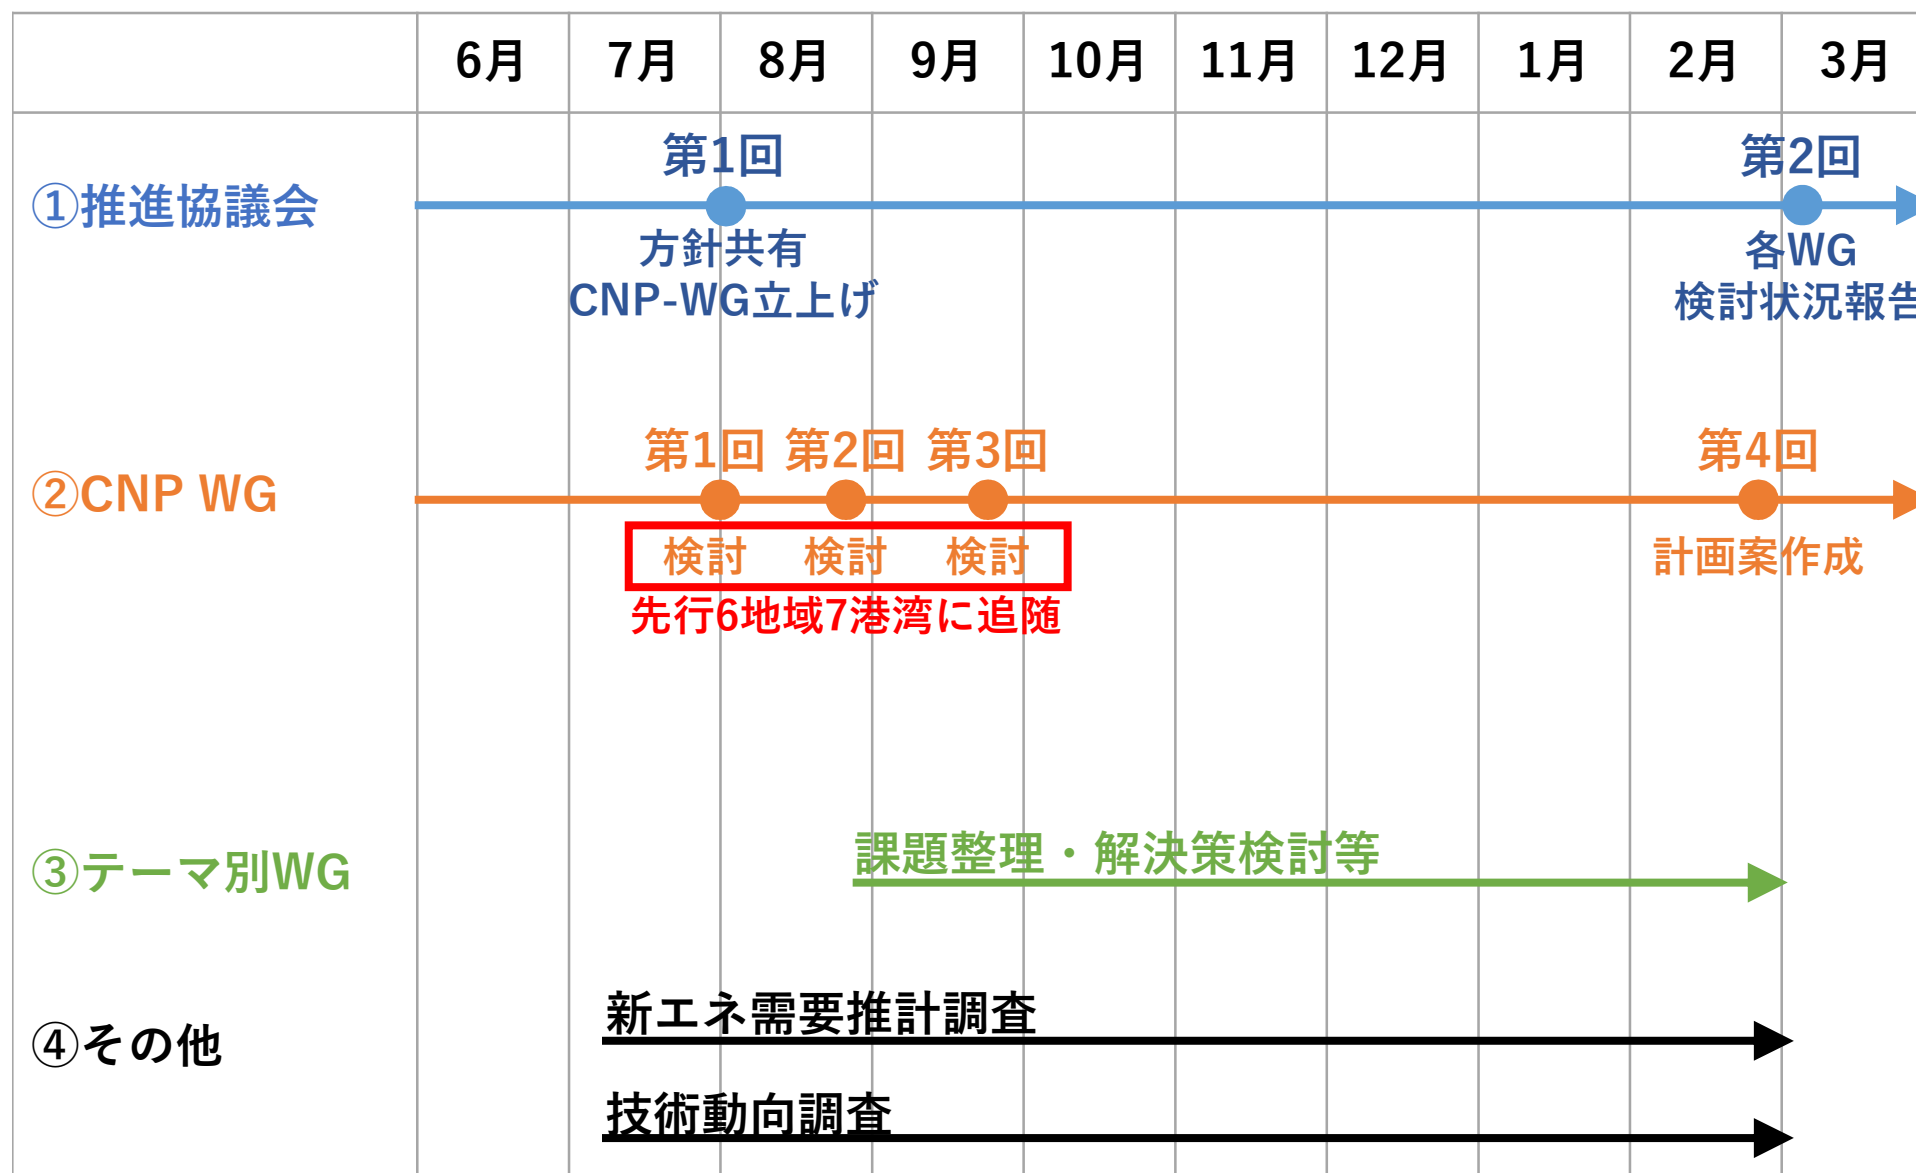 6月 7月 8月 9月 10月 11月 12月 1月 2月 3月
①推進協議会
第1回
方針共有
CNP-WG立上げ
第2回
各WG
検討状況報告
②CNP WG
第1回 第2回 第3回 第4回
検討 検討 検討 計画案作成
先行6地域7港湾に追随
③テーマ別WG
課題整理・解決策検討等
④その他
新エネ需要推計調査
技術動向調査